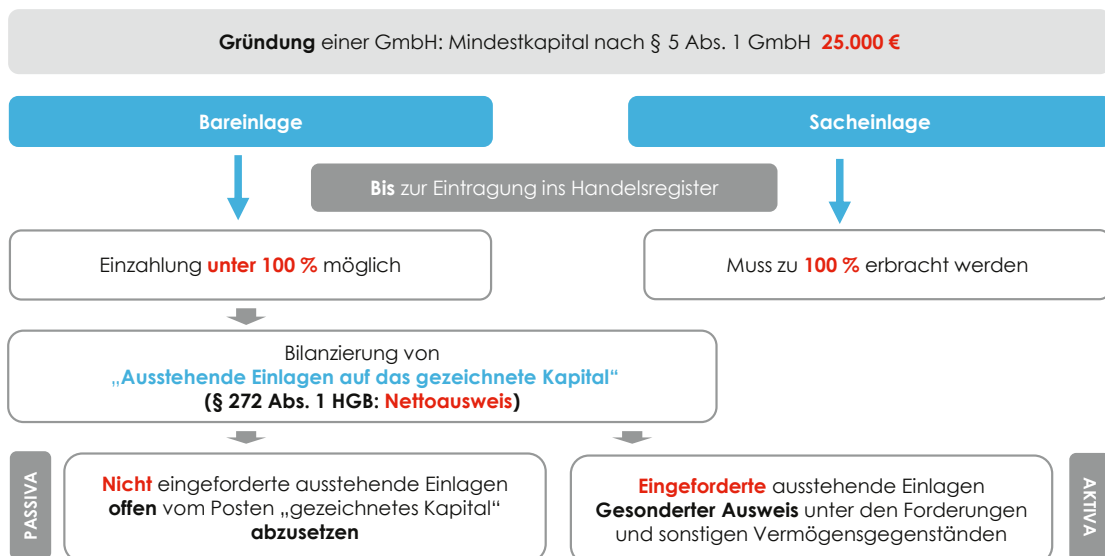 Gründung einer GmbH: Mindestkapital nach § 5 Abs. 1 GmbH 25.000 €
Bareinlage
Sacheinlage
Bis zur Eintragung ins Handelsregister
Einzahlung unter 100 % möglich
Muss zu 100 % erbracht werden
Bilanzierung von
„Ausstehende Einlagen auf das gezeichnete Kapital“
(§ 272 Abs. 1 HGB: Nettoausweis)
PASSIVA
Nicht eingeforderte ausstehende Einlagen
offen vom Posten „gezeichnetes Kapital“
abzusetzen
Eingeforderte ausstehende Einlagen
Gesonderter Ausweis unter den Forderungen
und sonstigen Vermögensgegenständen
AKTIVA